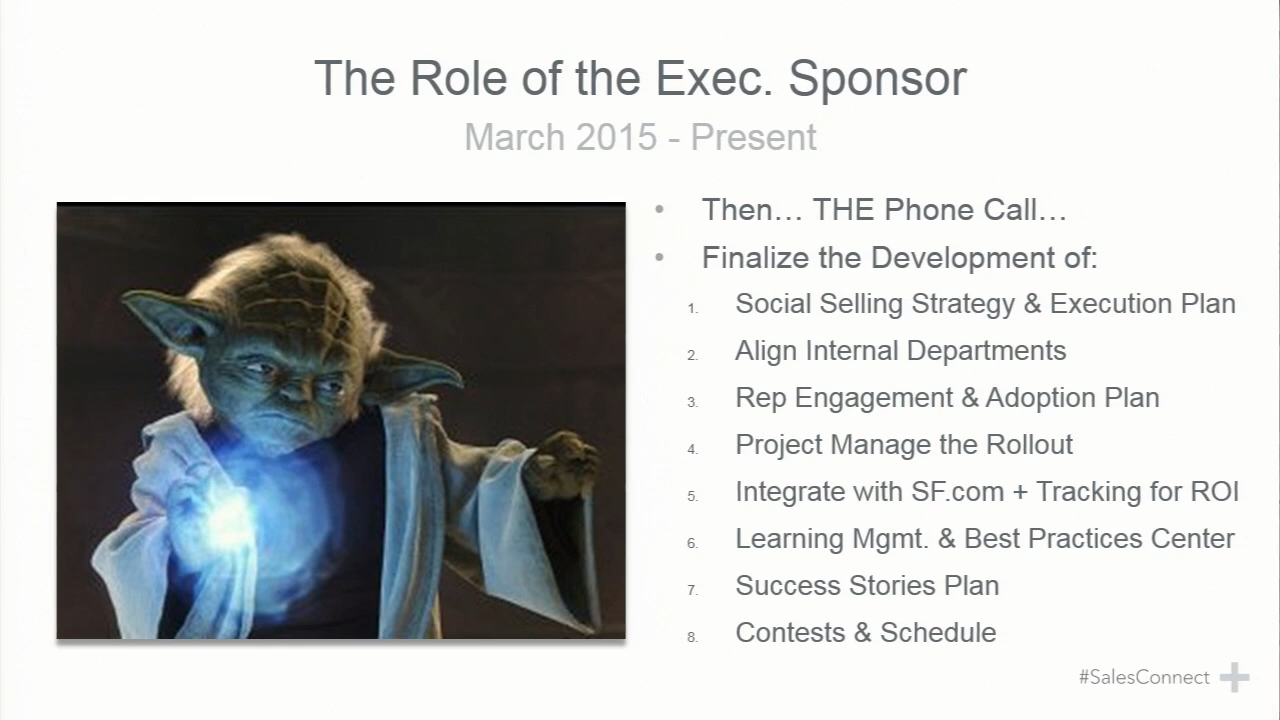 The Role of the Exec. Sponsor
March 2015 - Present
• Then… THE Phone Call…
• Finalize the Development of:
1. Social Selling Strategy & Execution Plan
2. Align Internal Departments
3. Rep Engagement & Adoption Plan
4. Project Manage the Rollout
5. Integrate with SF.com + Tracking for ROI
6. Learning Mgmt. & Best Practices Center
7. Success Stories Plan
8. Contests & Schedule
#SalesConnect